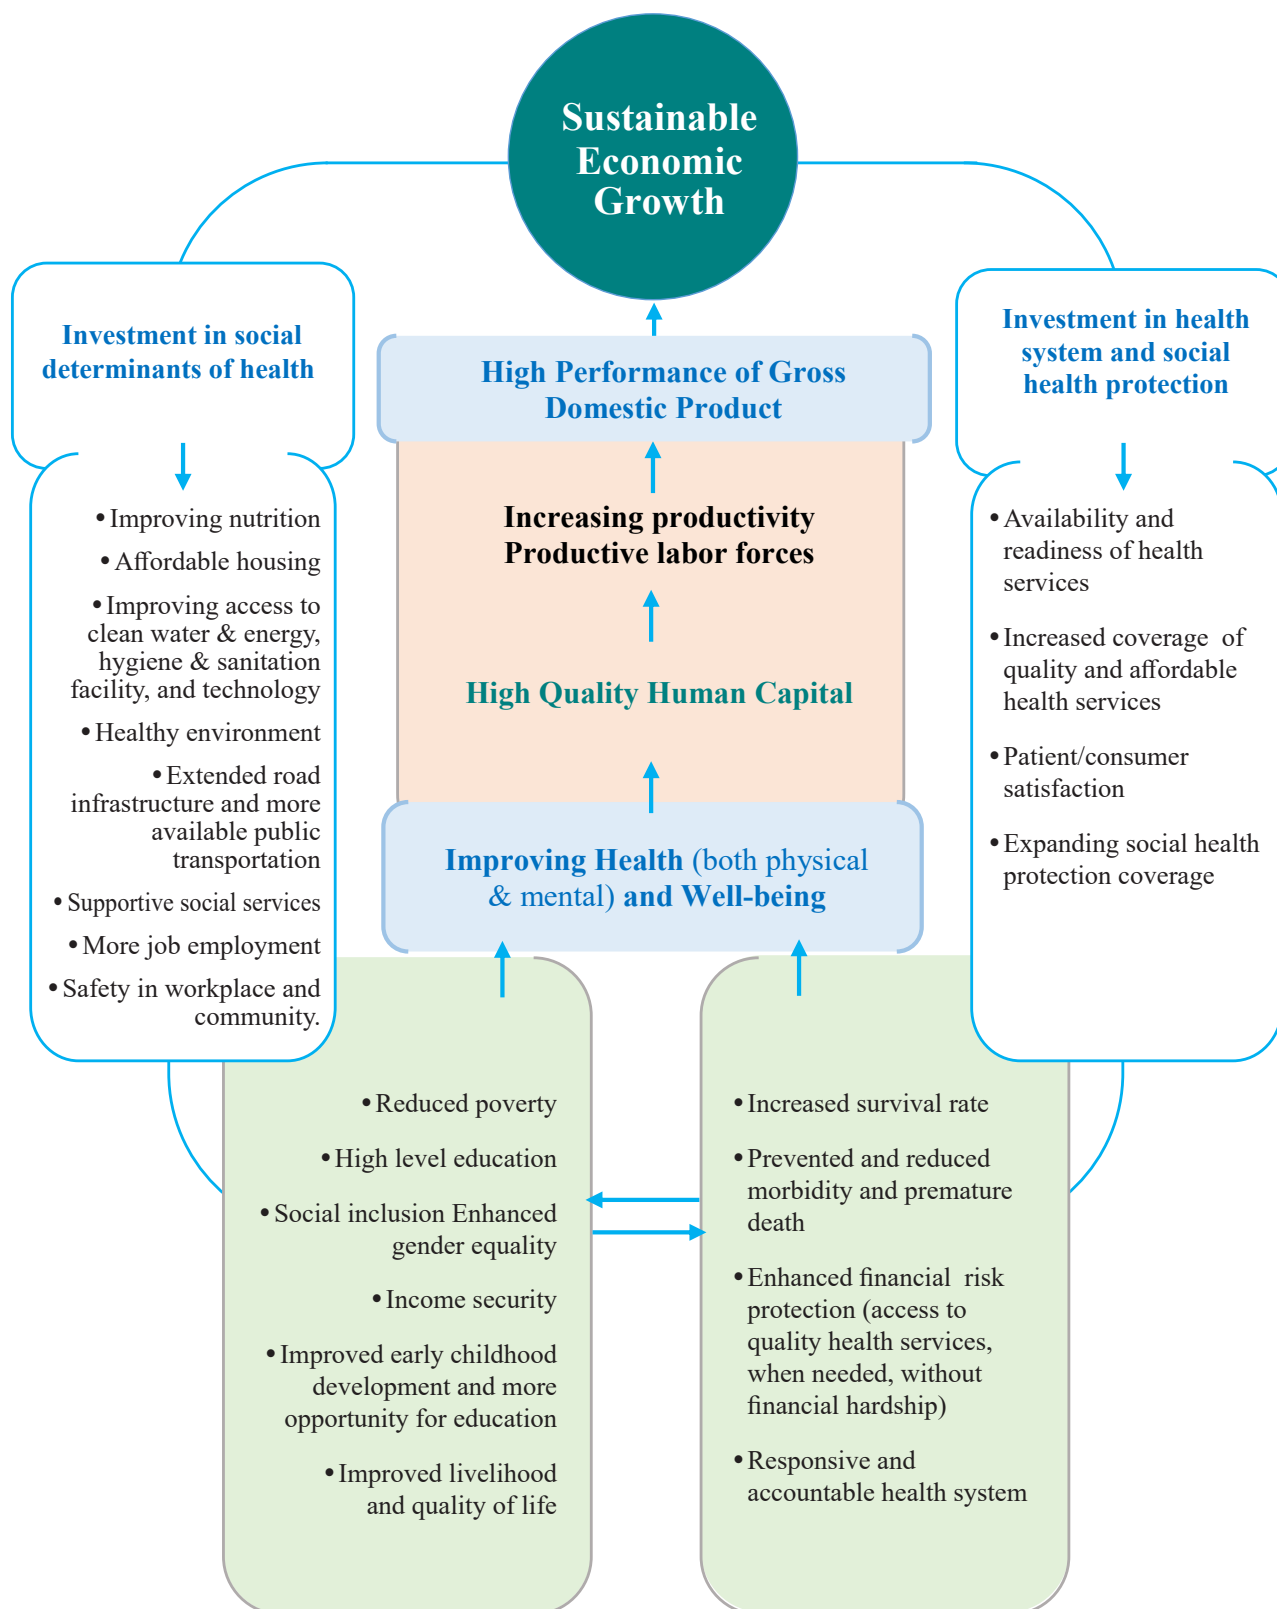 Sustainable
Economic
Growth
Investment in social
determinants of health
• Improving nutrition
• Affordable housing
• Improving access to
clean water & energy,
hygiene & sanitation
facility, and technology
• Healthy environment
• Extended road
infrastructure and more
available public
transportation
• Supportive social services
• More job employment
• Safety in workplace and
community.
High Performance of Gross
Domestic Product
Increasing productivity
Productive labor forces
High Quality Human Capital
Improving Health (both physical
& mental) and Well-being
Investment in health
system and social
health protection
• Availability and
readiness of health
services
• Increased coverage of
quality and affordable
health services
• Patient/consumer
satisfaction
• Expanding social health
protection coverage
• Reduced poverty
• High level education
• Social inclusion Enhanced
gender equality
• Income security
• Improved early childhood
development and more
opportunity for education
• Improved livelihood
and quality of life
• Increased survival rate
• Prevented and reduced
morbidity and premature
death
• Enhanced financial risk
protection (access to
quality health services,
when needed, without
financial hardship)
• Responsive and
accountable health system